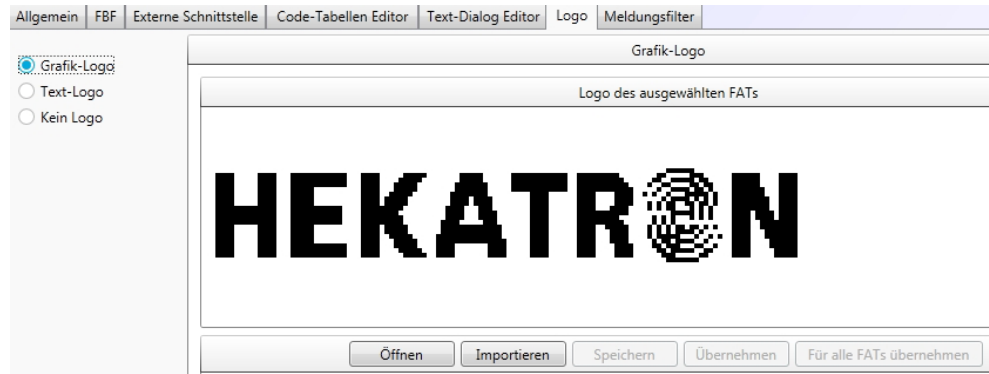 Allgemein FBF Externe Schnittstelle Code-Tabellen Editor Text-Dialog Editor Logo Meldungsfilter
Grafik-Logo
Text-Logo
Kein Logo
Grafik-Logo
Logo des ausgewählten FATs
HEKATRON
Öffnen Importieren Speichern Übernehmen Für alle FATs übernehmen